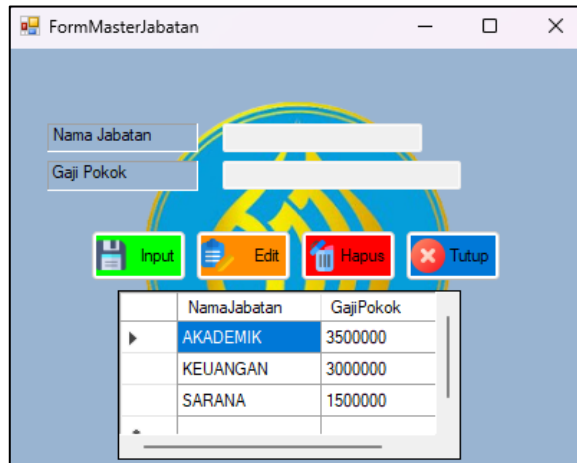 FormMasterJabatan
Nama Jabatan
Gaji Pokok
Input Edit Hapus Tutup
NamaJabatan GajiPokok
AKADEMIK 3500000
KEUANGAN 3000000
SARANA 1500000